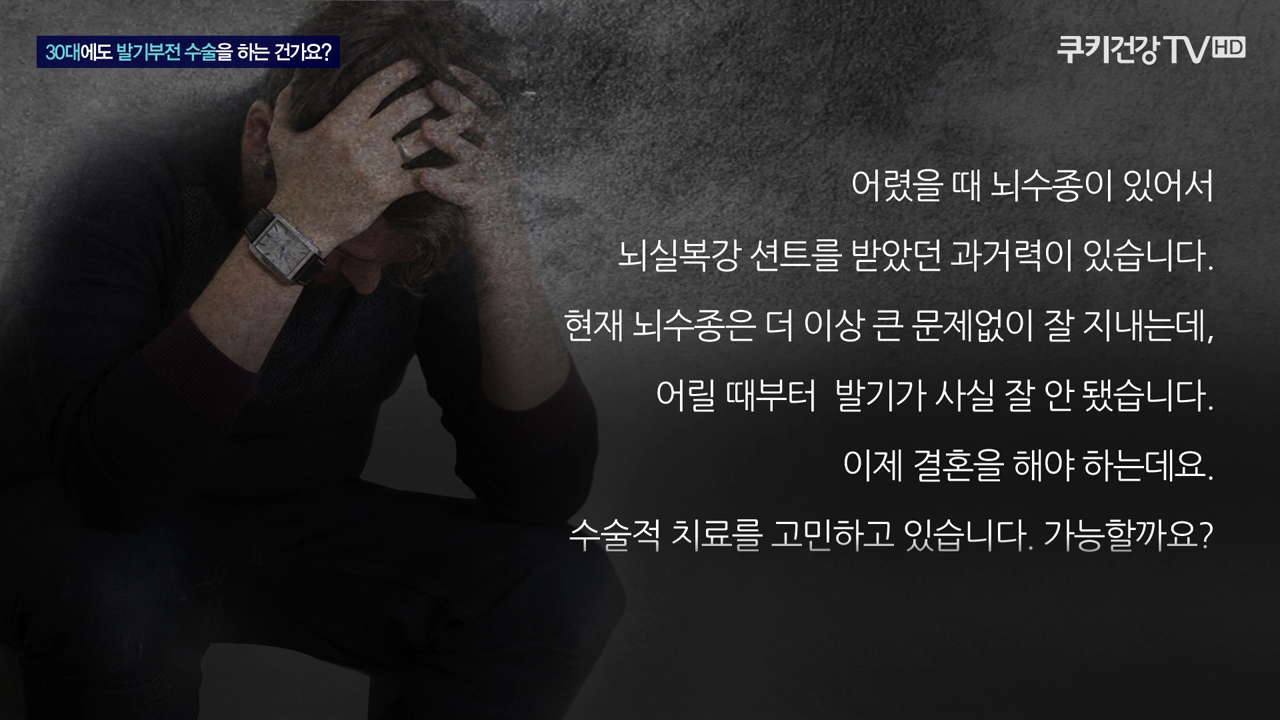 30대에도 발기부전 수술을 하는 건가요?
쿠키건강TV HD
어렸을 때 뇌수종이 있어서
뇌실복강 션트를 받았던 과거력이 있습니다.
현재 뇌수종은 더 이상 큰 문제없이 잘 지내는데,
어릴 때부터 발기가 사실 잘 안 됐습니다.
이제 결혼을 해야 하는데요.
수술적 치료를 고민하고 있습니다. 가능할까요?